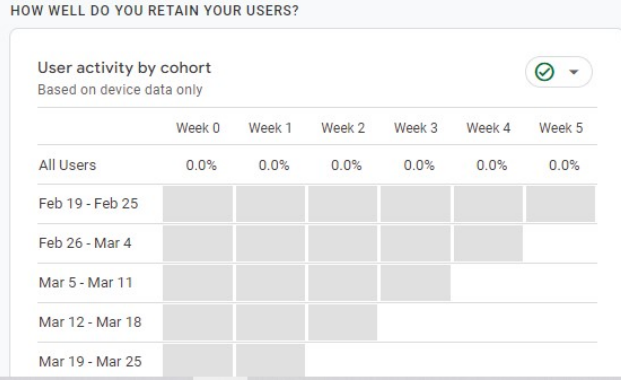 HOW WELL DO YOU RETAIN YOUR USERS?
User activity by cohort
Based on device data only
Week 0 Week 1 Week 2 Week 3 Week 4 Week 5
All Users 0.0% 0.0% 0.0% 0.0% 0.0% 0.0%
Feb 19 - Feb 25
Feb 26 - Mar 4
Mar 5 - Mar 11
Mar 12 - Mar 18
Mar 19 - Mar 25